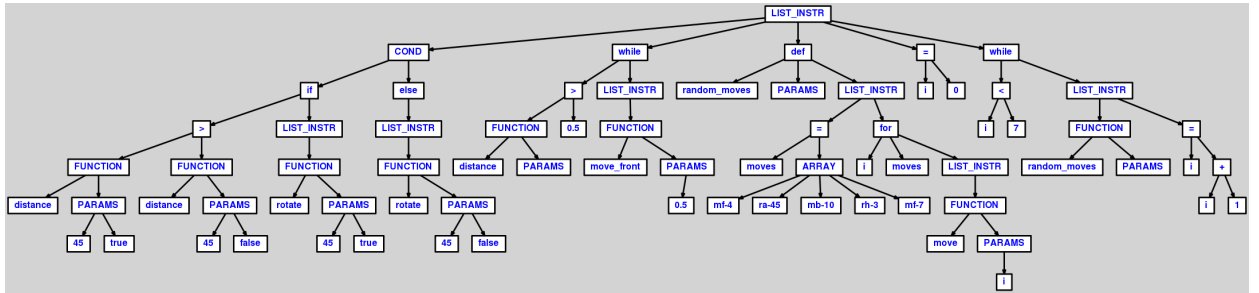 LIST_INSTR
COND while def = while
if else > LIST_INSTR random_moves PARAMS LIST_INSTR i 0 < LIST_INSTR
> LIST_INSTR LIST_INSTR FUNCTION 0.5 FUNCTION = for i 7 FUNCTION =
FUNCTION FUNCTION FUNCTION FUNCTION distance PARAMS move_front PARAMS moves ARRAY i moves LIST_INSTR random_moves PARAMS i +
distance PARAMS distance PARAMS rotate PARAMS rotate PARAMS 0.5 mf-4 ra-45 mb-10 rh-3 mf-7 FUNCTION i 1
45 true 45 false 45 true 45 false move PARAMS
i